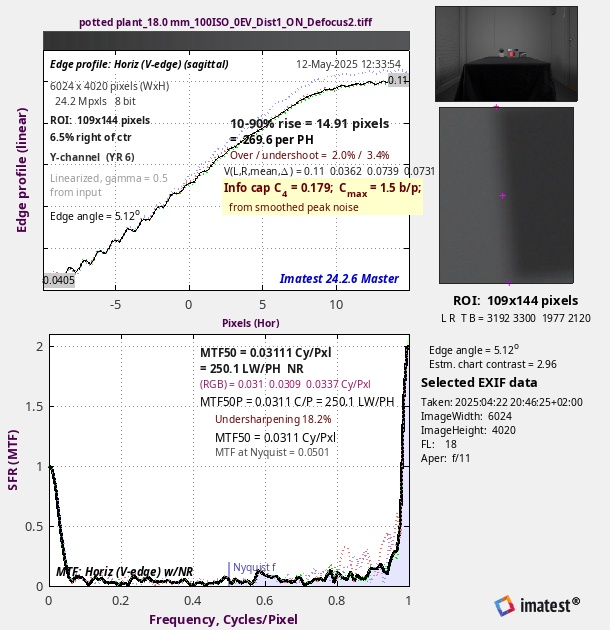 potted plant_18.0 mm_100ISO_0EV_Dist1_ON_Defocus2.tiff
Edge profile: Horiz (V-edge) (sagittal)
12-May-2025 12:33:54
0.11
6024 x 4020 pixels (WxH)
24.2 Mpxls 8 bit
ROI: 109x144 pixels
6.5% right of ctr
Y-channel (YR 6)
Linearized, gamma = 0.5
from input
Edge angle = 5.12º
10-90% rise = 14.91 pixels
= 269.6 per PH
Over / undershoot = 2.0% / 3.4%
V(L,R,mean,Δ) = 0.11 0.0362 0.0739 0.0731
Info cap C4 = 0.179; Cmax = 1.5 b/p;
from smoothed peak noise
0.0405
Imatest 24.2.6 Master
Edge profile (linear)
-5 0 5 10
Pixels (Hor)
ROI: 109x144 pixels
L R T B = 3192 3300 1977 2120
Edge angle = 5.12º
Estm. chart contrast = 2.96
Selected EXIF data
Taken: 2025:04:22 20:46:25+02:00
ImageWidth: 6024
ImageHeight: 4020
FL: 18
Aper: f/11
MTF50 = 0.03111 Cy/Pxl
= 250.1 LW/PH NR
(RGB) = 0.031 0.0309 0.0337 Cy/Pxl
MTF50P = 0.0311 C/P = 250.1 LW/PH
Undersharpening 18.2%
MTF50 = 0.0311 Cy/Pxl
MTF at Nyquist = 0.0501
SFR (MTF)
2
1.5
1
0.5
0
MTF: Horiz (V-edge) w/NR
Nyquist f
0 0.2 0.4 0.6 0.8 1
Frequency, Cycles/Pixel
imatest®